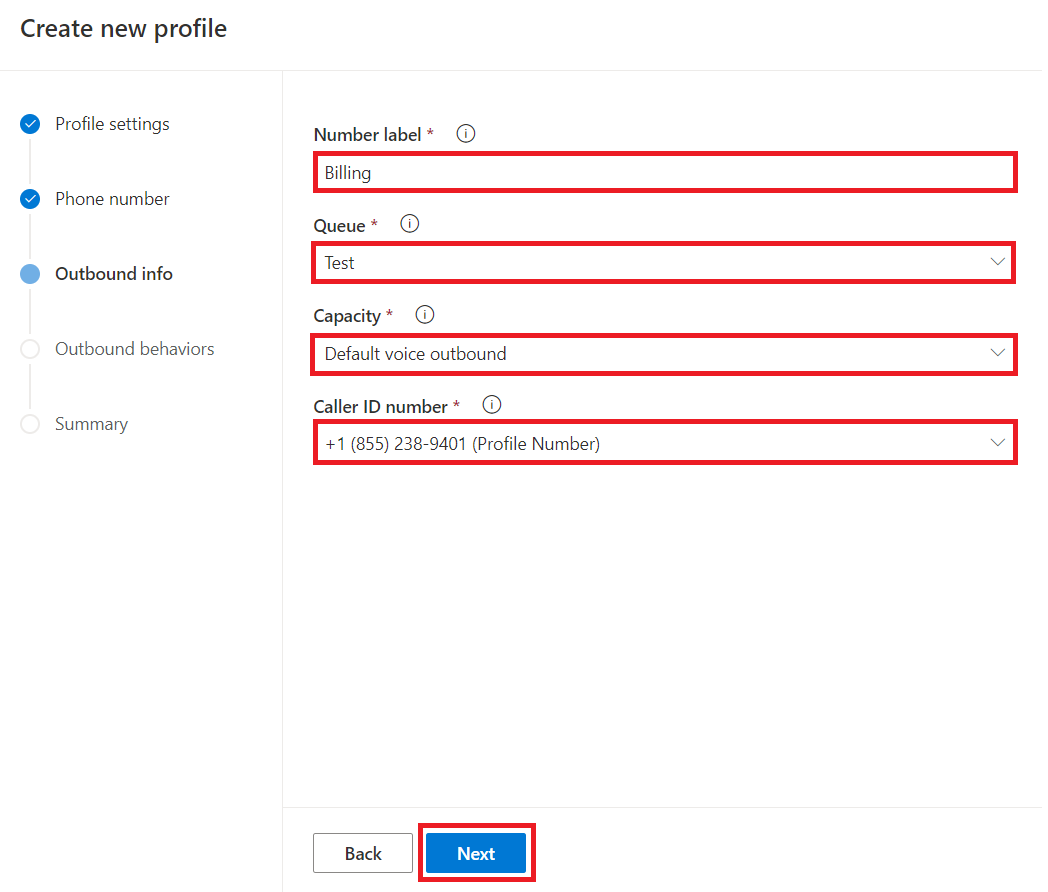 Create new profile
Profile settings
Phone number
Outbound info
Outbound behaviors
Summary
Number label *
Billing
Queue *
Test
Capacity *
Default voice outbound
Caller ID number *
+1 (855) 238-9401 (Profile Number)
Back
Next